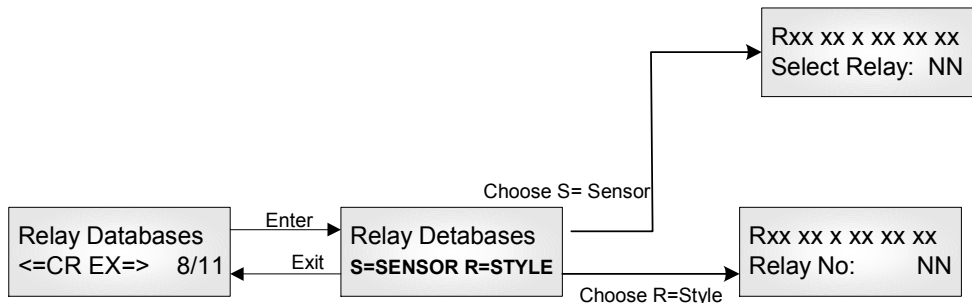 Rxx xx x xx xx xx
Select Relay: NN
Choose S= Sensor
Relay Databases
<=CR EX=> 8/11
Enter
Exit
Relay Detabases
S=SENSOR R=STYLE
Rxx xx x xx xx xx
Relay No: NN
Choose R=Style